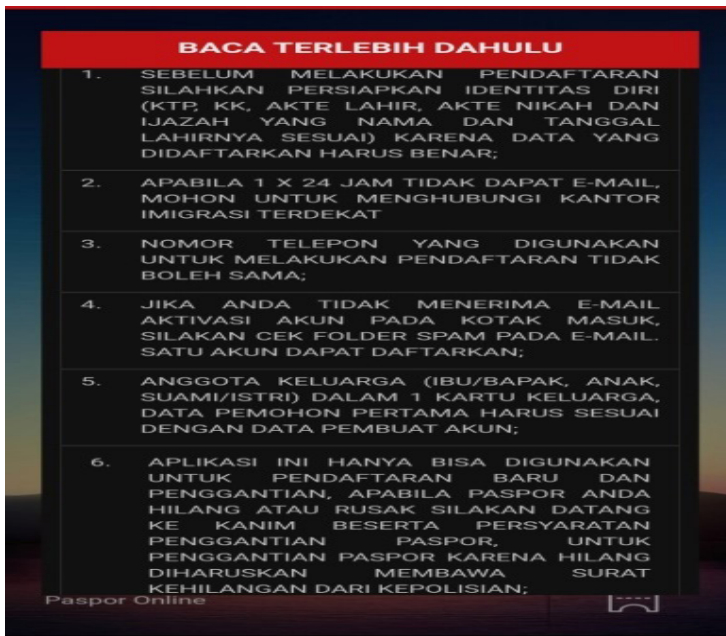 BACA TERLEBIH DAHULU
1. SEBELUM MELAKUKAN PENDAFTARAN
SILAHKAN PERSIAPKAN IDENTITAS DIRI
(KTP, KK, AKTE LAHIR, AKTE NIKAH DAN
IJAZAH YANG NAMA DAN TANGGAL
LAHIRNYA SESUAI) KARENA DATA YANG
DIDAFTARKAN HARUS BENAR;
2. APABILA 1 X 24 JAM TIDAK DAPAT E-MAIL,
MOHON UNTUK MENGHUBUNGI KANTOR
IMIGRASI TERDEKAT
3. NOMOR TELEPON YANG DIGUNAKAN
UNTUK MELAKUKAN PENDAFTARAN TIDAK
BOLEH SAMA;
4. JIKA ANDA TIDAK MENERIMA E-MAIL
AKTIVASI AKUN PADA KOTAK MASUK,
SILAKAN CEK FOLDER SPAM PADA E-MAIL.
SATU AKUN DAPAT DAFTARKAN;
5. ANGGOTA KELUARGA (IBU/BAPAK, ANAK,
SUAMI/ISTRI) DALAM 1 KARTU KELUARGA,
DATA PEMOHON PERTAMA HARUS SESUAI
DENGAN DATA PEMBUAT AKUN;
6. APLIKASI INI HANYA BISA DIGUNAKAN
UNTUK PENDAFTARAN BARU DAN
PENGGANTIAN, APABILA PASPOR ANDA
HILANG ATAU RUSAK SILAKAN DATANG
KE KANIM BESERTA PERSYARATAN
PENGGANTIAN PASPOR, UNTUK
PENGGANTIAN PASPOR KARENA HILANG
DIHARUSKAN MEMBAWA SURAT
KEHILANGAN DARI KEPOLISIAN;
Paspor Online